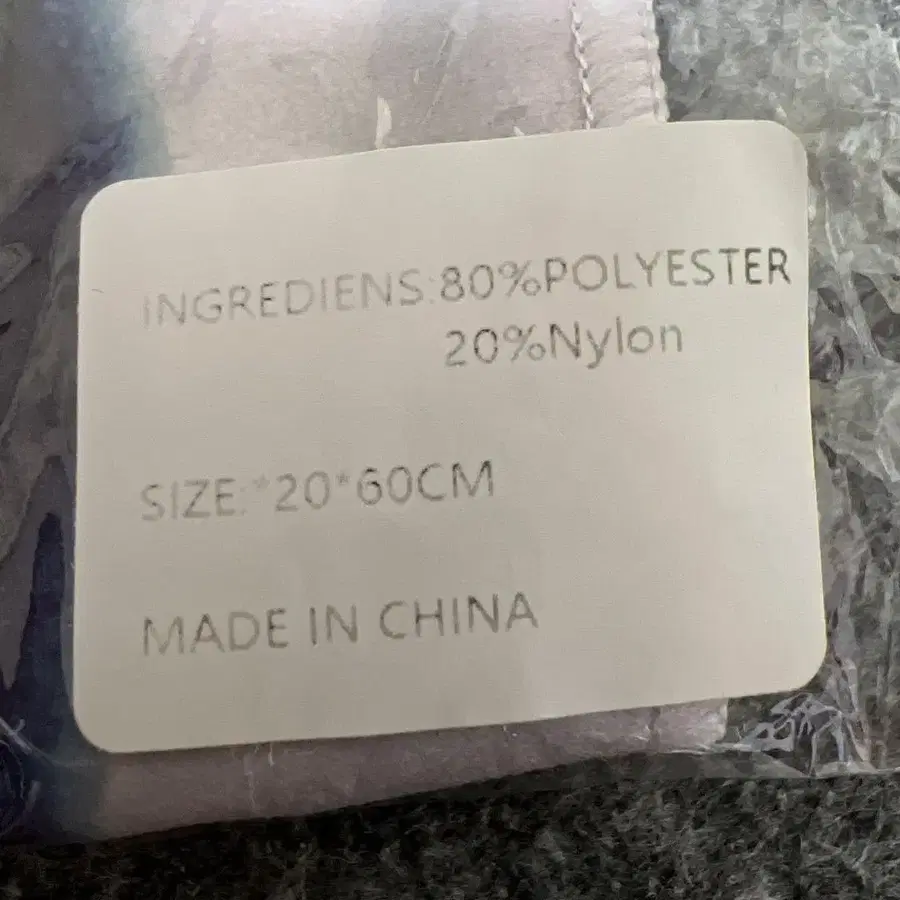 INGREDIENS:80%POLYESTER
20%Nylon
SIZE:*20*60CM
MADE IN CHINA